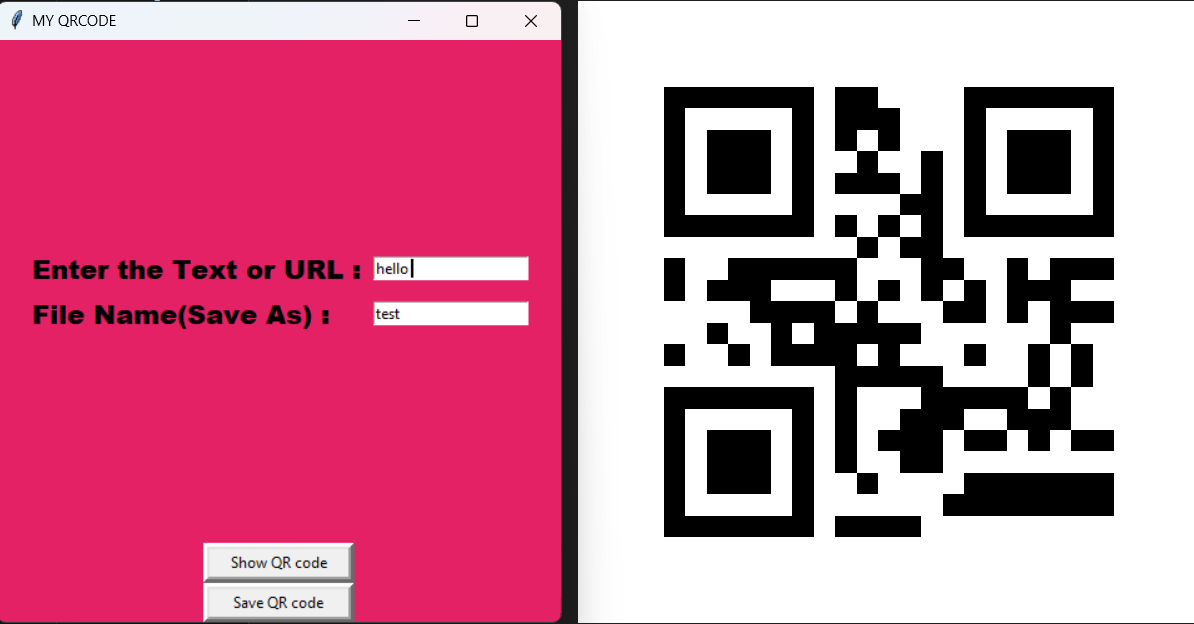 MY QRCODE
Enter the Text or URL : hello
File Name(Save As) : test
Show QR code
Save QR code